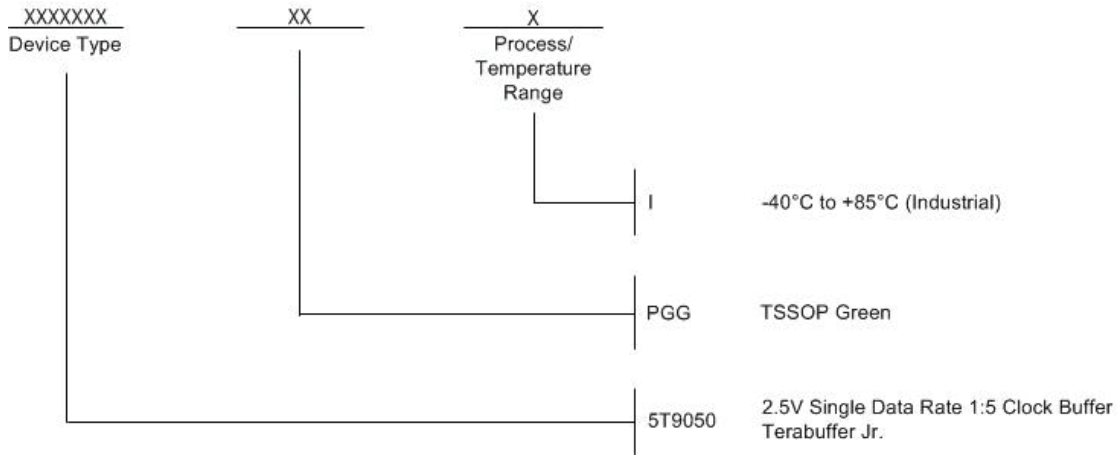 XXXXXXX XX X
Device Type
Process/
Temperature
Range
I -40°C to +85°C (Industrial)
PGG TSSOP Green
5T9050 2.5V Single Data Rate 1:5 Clock Buffer
Terabuffer Jr.